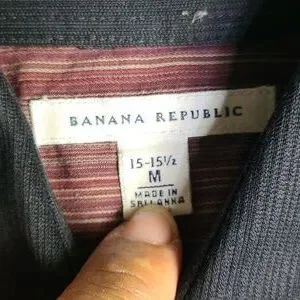 BANANA REPUBLIC
15-15½
M
MADE IN
SRI LANKA